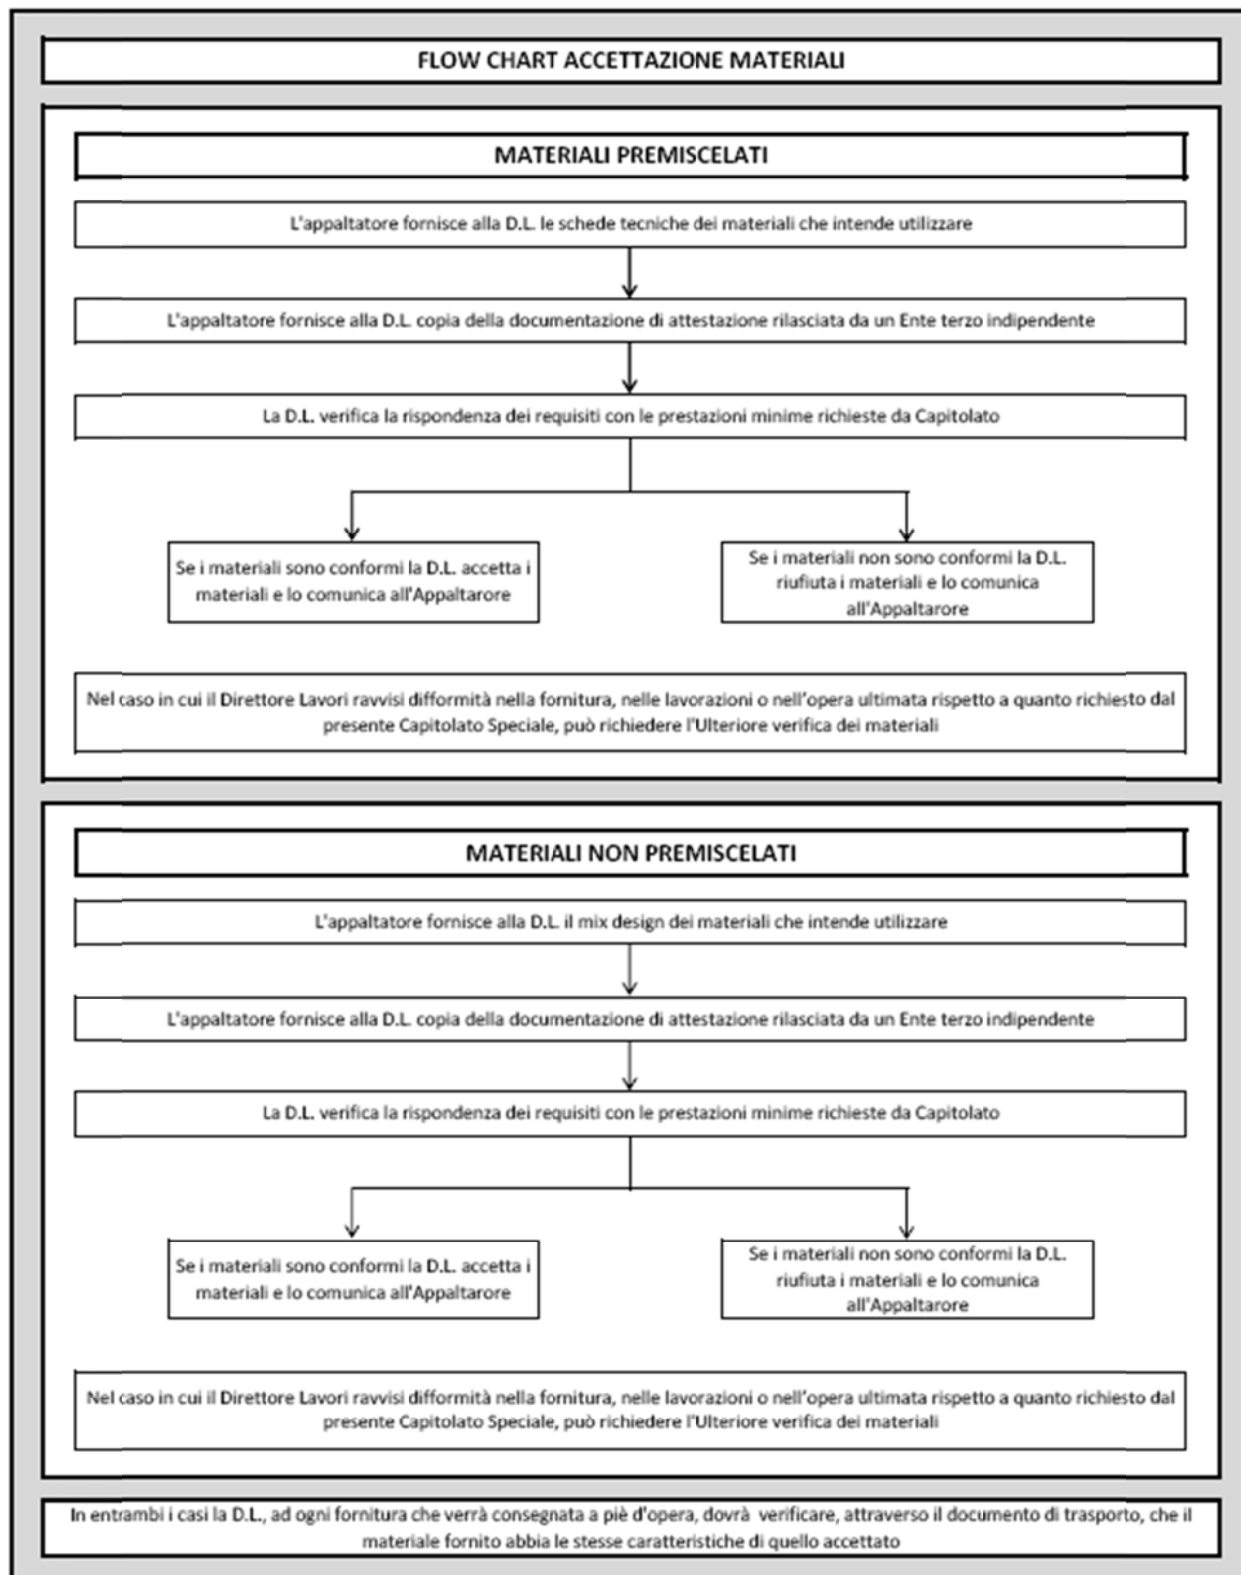 FLOW CHART ACCETTAZIONE MATERIALI
MATERIALI PREMISCELATI
L'appaltatore fornisce alla D.L. le schede tecniche dei materiali che intende utilizzare
L'appaltatore fornisce alla D.L. copia della documentazione di attestazione rilasciata da un Ente terzo indipendente
La D.L. verifica la rispondenza dei requisiti con le prestazioni minime richieste da Capitolato
Se i materiali sono conformi la D.L. accetta i
materiali e lo comunica all'Appaltarore
Se i materiali non sono conformi la D.L.
riufiuta i materiali e lo comunica
all'Appaltarore
Nel caso in cui il Direttore Lavori ravvisi difformità nella fornitura, nelle lavorazioni o nell'opera ultimata rispetto a quanto richiesto dal
presente Capitolato Speciale, può richiedere l'Ulteriore verifica dei materiali
MATERIALI NON PREMISCELATI
L'appaltatore fornisce alla D.L. il mix design dei materiali che intende utilizzare
L'appaltatore fornisce alla D.L. copia della documentazione di attestazione rilasciata da un Ente terzo indipendente
La D.L. verifica la rispondenza dei requisiti con le prestazioni minime richieste da Capitolato
Se i materiali sono conformi la D.L. accetta i
materiali e lo comunica all'Appaltarore
Se i materiali non sono conformi la D.L.
riufiuta i materiali e lo comunica
all'Appaltarore
Nel caso in cui il Direttore Lavori ravvisi difformità nella fornitura, nelle lavorazioni o nell'opera ultimata rispetto a quanto richiesto dal
presente Capitolato Speciale, può richiedere l'Ulteriore verifica dei materiali
In entrambi i casi la D.L., ad ogni fornitura che verrà consegnata a piè d'opera, dovrà verificare, attraverso il documento di trasporto, che il
materiale fornito abbia le stesse caratteristiche di quello accettato